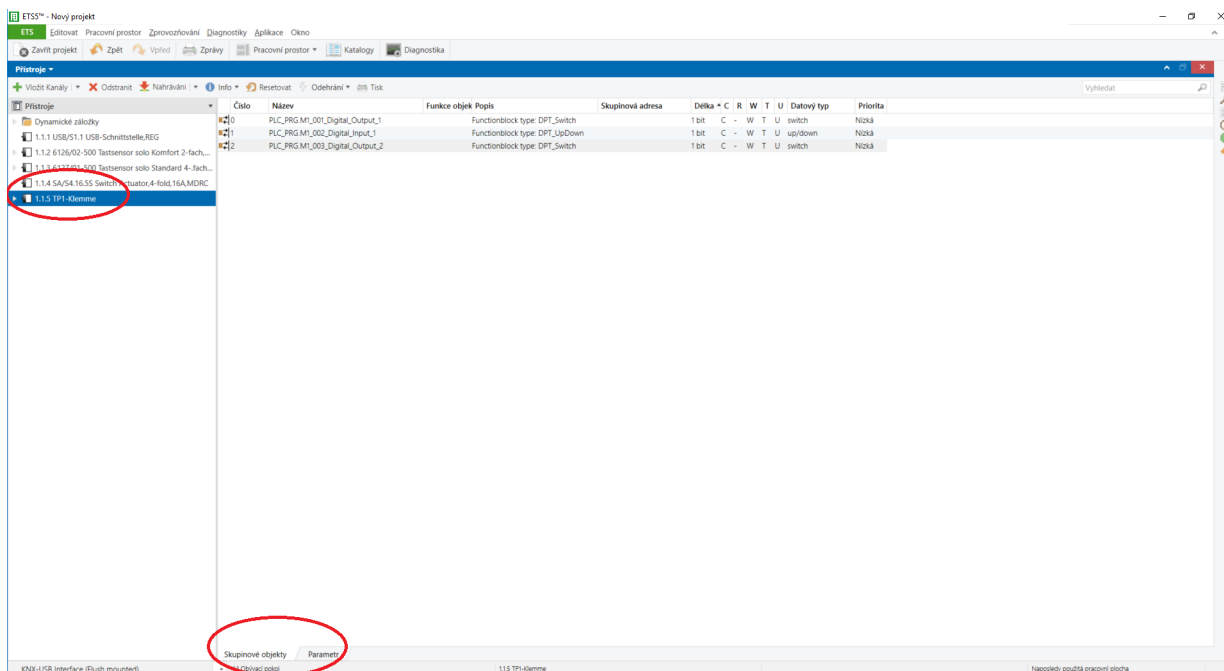 ETS5™ - Nový projekt
ETS Editovat Pracovní prostor Zprovozňování Diagnostiky Aplikace Okno
Zavřít projekt Zpět Vpřed Zprávy Pracovní prostor Katalogy Diagnostika
Přístroje
Vložit Kanály Odstranit Nahrávání Info Resetovat Odehrání Tisk Vyhledat
Přístroje Číslo Název Funkce objek Popis Skupinová adresa Délka C R W T U Datový typ Priorita
Dynamické záložky 0 PLC_PRG.M1_001_Digital_Output_1 Functionblock type: DPT_Switch 1 bit C - W T U switch Nízká
1.1.1 USB/S1.1 USB-Schnittstelle,REG 1 PLC_PRG.M1_002_Digital_Input_1 Functionblock type: DPT_UpDown 1 bit C - W T U up/down Nízká
2 PLC_PRG.M1_003_Digital_Output_2 Functionblock type: DPT_Switch 1 bit C - W T U switch Nízká
1.1.2 6126/02-500 Tastsensor solo Komfort 2-fach,...
1.1.3 6127/01-500 Tastsensor solo Standard 4-.fach...
1.1.4 SA/S4.16.5S Switch Actuator,4-fold,16A,MDRC
1.1.5 TP1-Klemme
Skupinové objekty Parametr
KNX-USB Interface (Flush mounted) Obývací pokoj 1.1.5 TP1-Klemme Naposledy použitá pracovní plocha